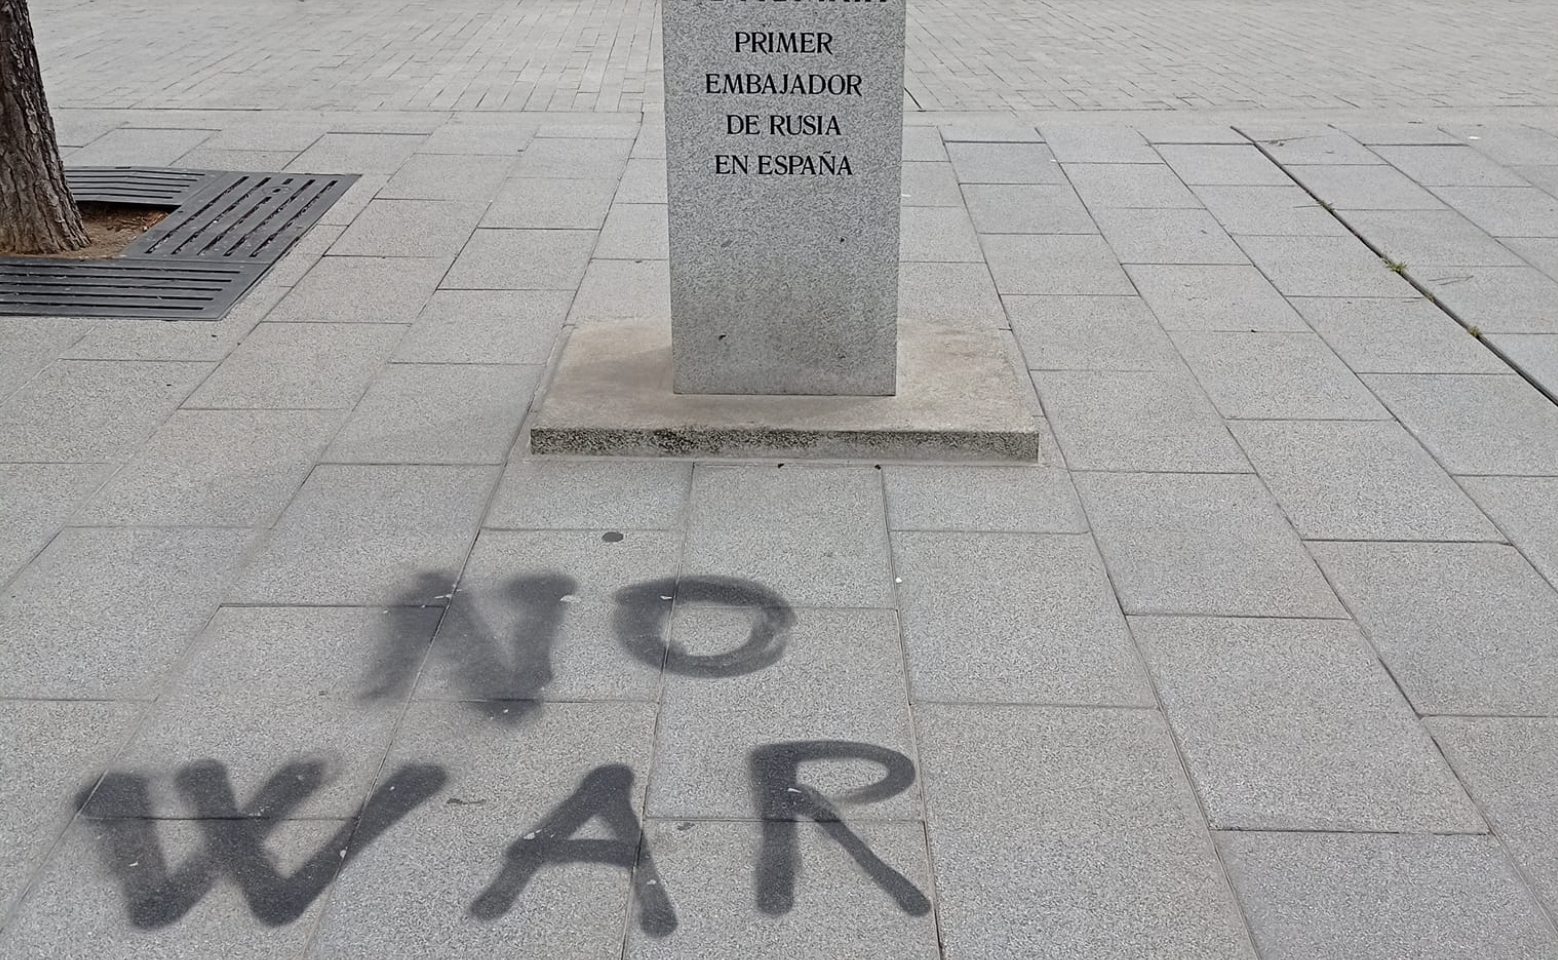 PRIMER
EMBAJADOR
DE RUSIA
EN ESPAÑA
NO
WAR